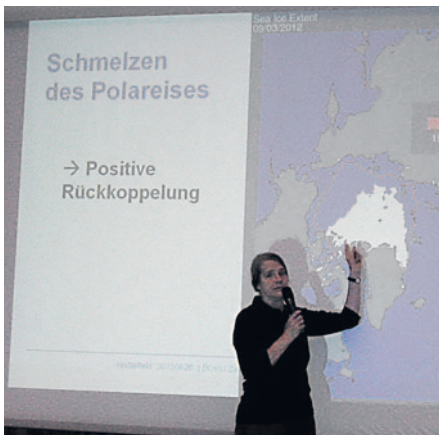 Schmelzen
des Polareises
→ Positive
Rückkoppelung
Sea Ice Extent
09/03/2012